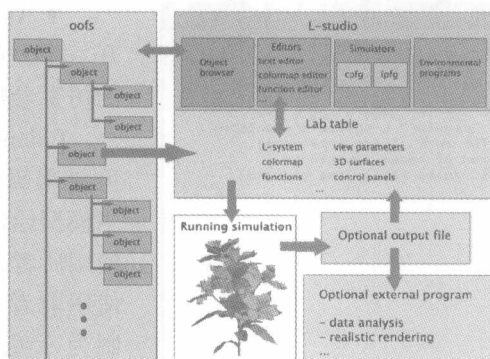 oofs
object
object
object
object
object
object
object
object
object
L-studio
Object
browser
Editors
text editor
colormap editor
function editor
...
Simulators
cpfg
lpfg
Environmental
programs
Lab table
L-system
colormap
functions
view parameters
3D surfaces
control panels
...
Running simulation
Optional output file
Optional external program
- data analysis
- realistic rendering
...